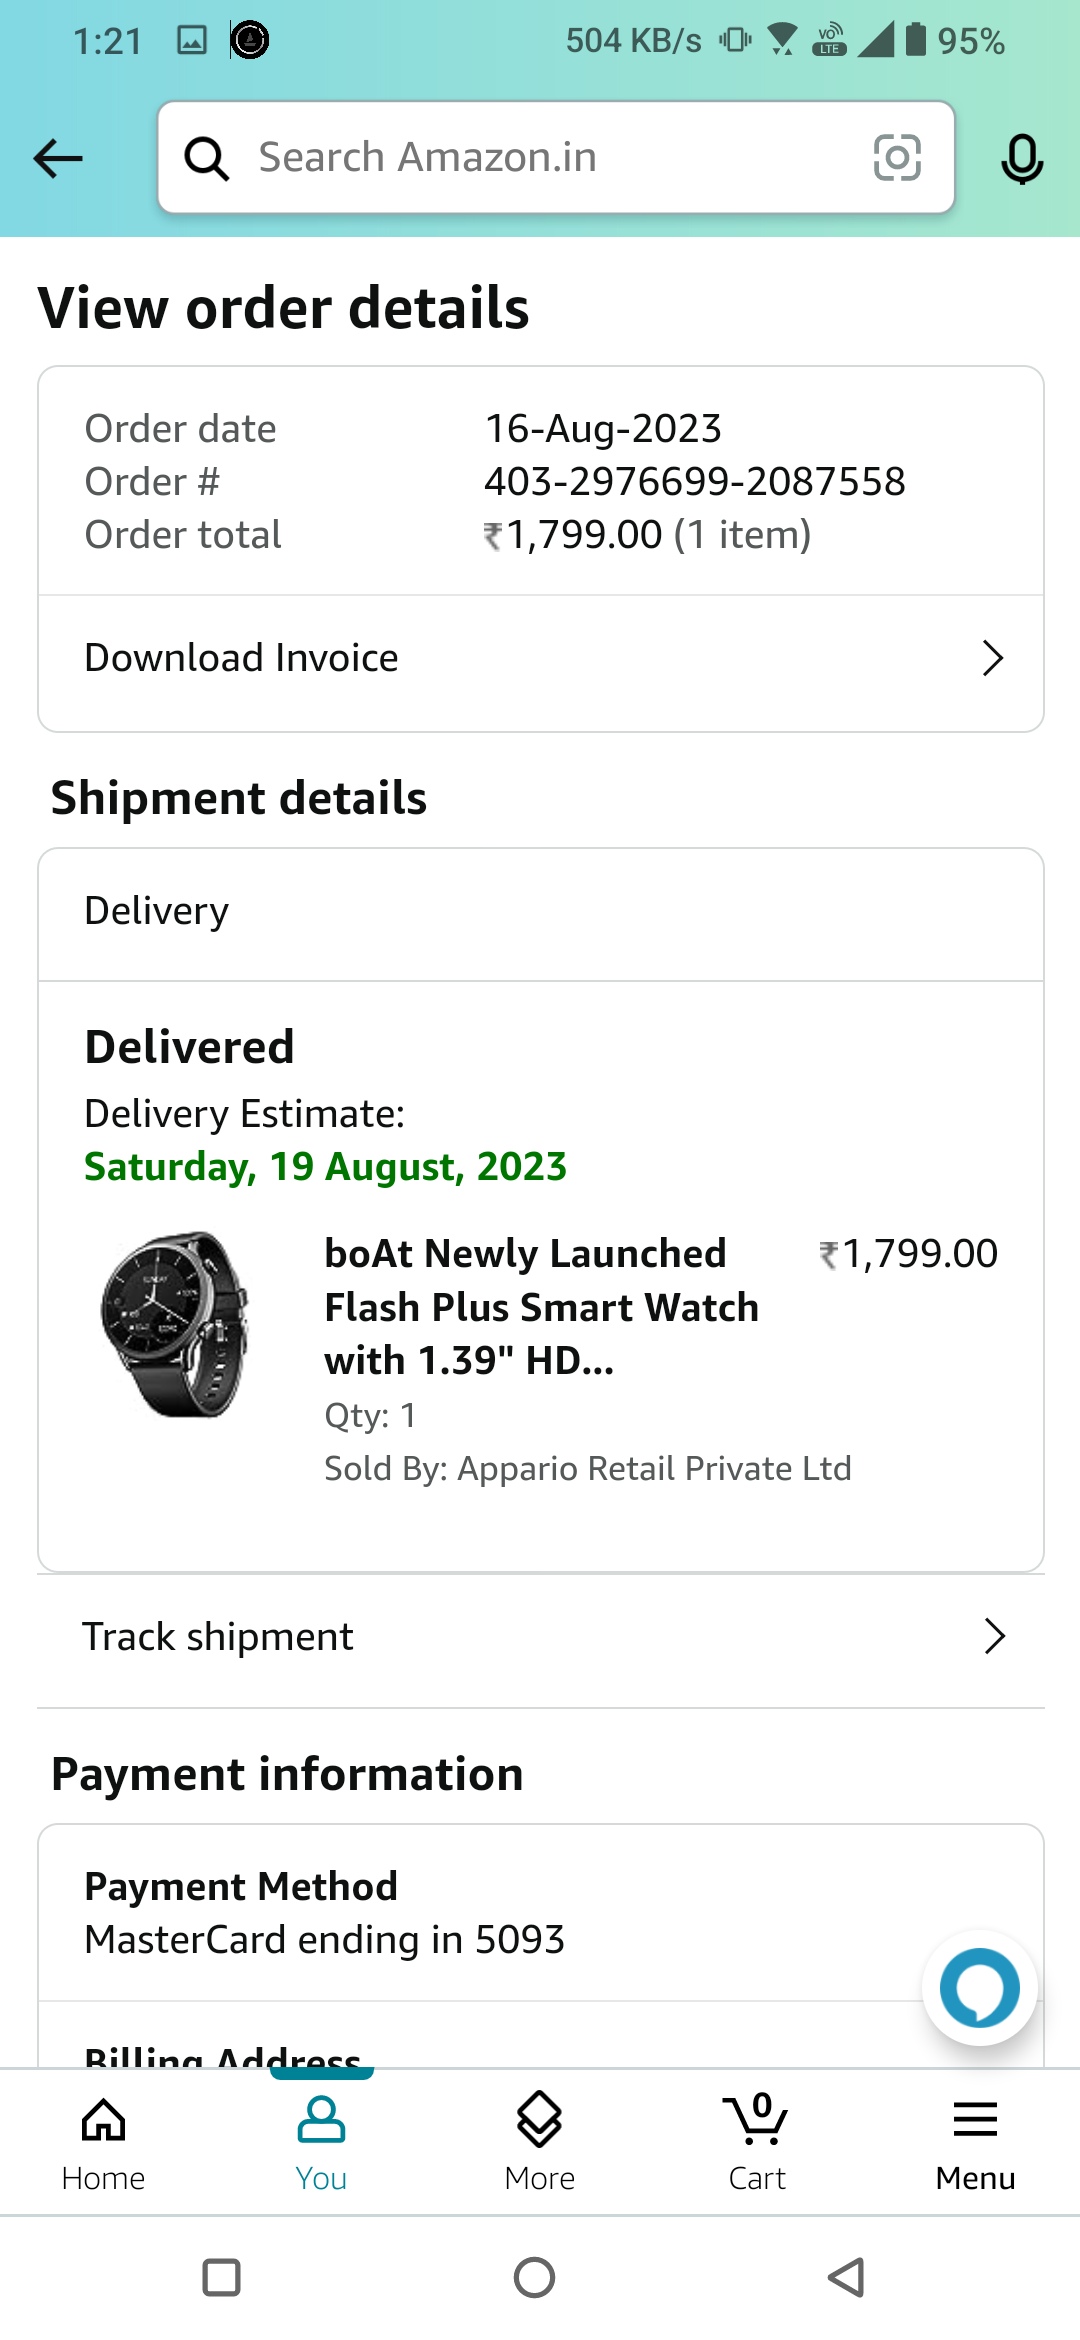 1:21 504 KB/s VO LTE 95%
Search Amazon.in
View order details
Order date 16-Aug-2023
Order # 403-2976699-2087558
Order total ₹1,799.00 (1 item)
Download Invoice
Shipment details
Delivery
Delivered
Delivery Estimate:
Saturday, 19 August, 2023
boAt Newly Launched ₹1,799.00
Flash Plus Smart Watch
with 1.39" HD...
Qty: 1
Sold By: Appario Retail Private Ltd
Track shipment
Payment information
Payment Method
MasterCard ending in 5093
Billing Address
0
Home You More Cart Menu